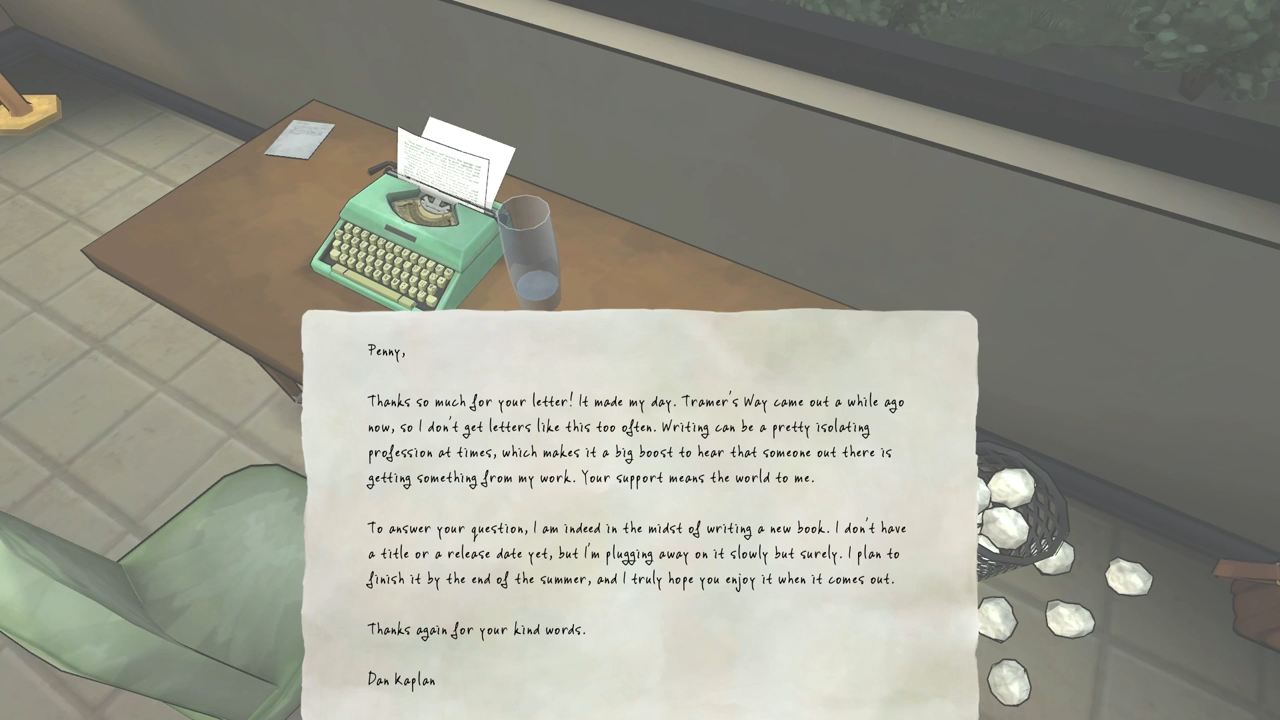 Penny,
Thanks so much for your letter! It made my day. Tramer's Way came out a while ago
now, so I don't get letters like this too often. Writing can be a pretty isolating
profession at times, which makes it a big boost to hear that someone out there is
getting something from my work. Your support means the world to me.
To answer your question, I am indeed in the midst of writing a new book. I don't have
a title or a release date yet, but I'm plugging away on it slowly but surely. I plan to
finish it by the end of the summer, and I truly hope you enjoy it when it comes out.
Thanks again for your kind words.
Dan Kaplan